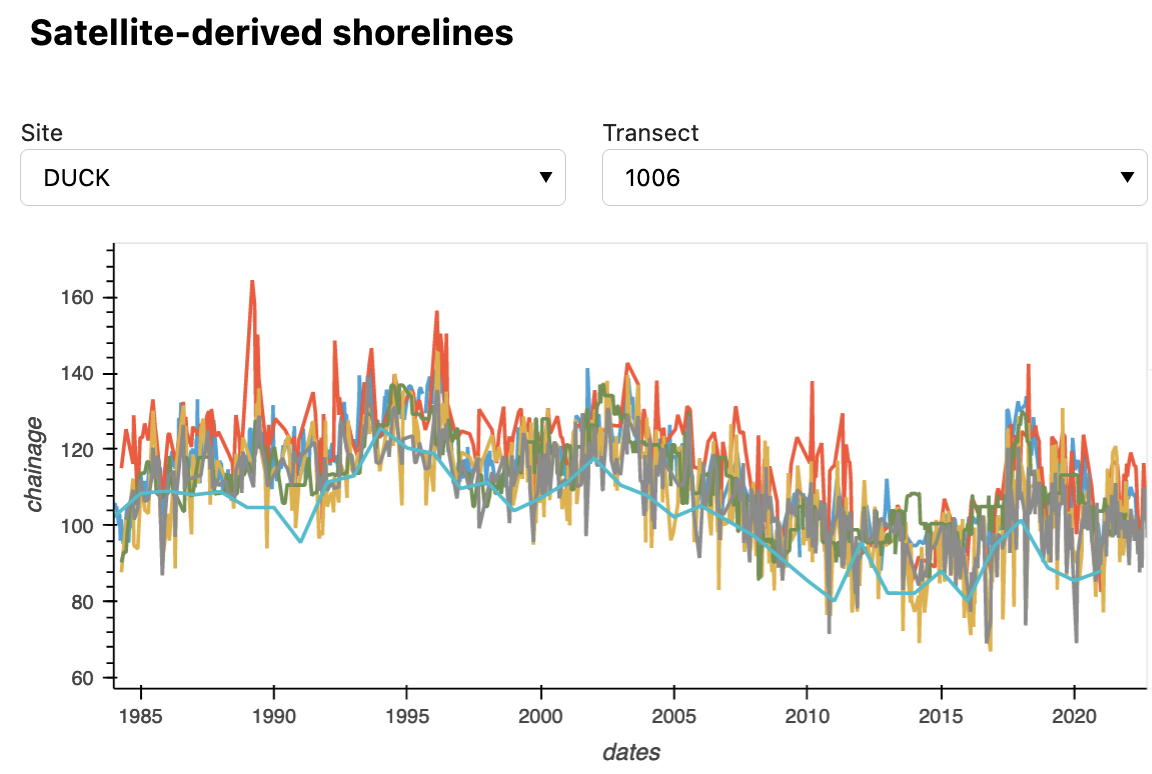 Satellite-derived shorelines
Site
Transect
DUCK
1006
160
140
120
100
80
60
chainage
1985 1990 1995 2000 2005 2010 2015 2020
dates